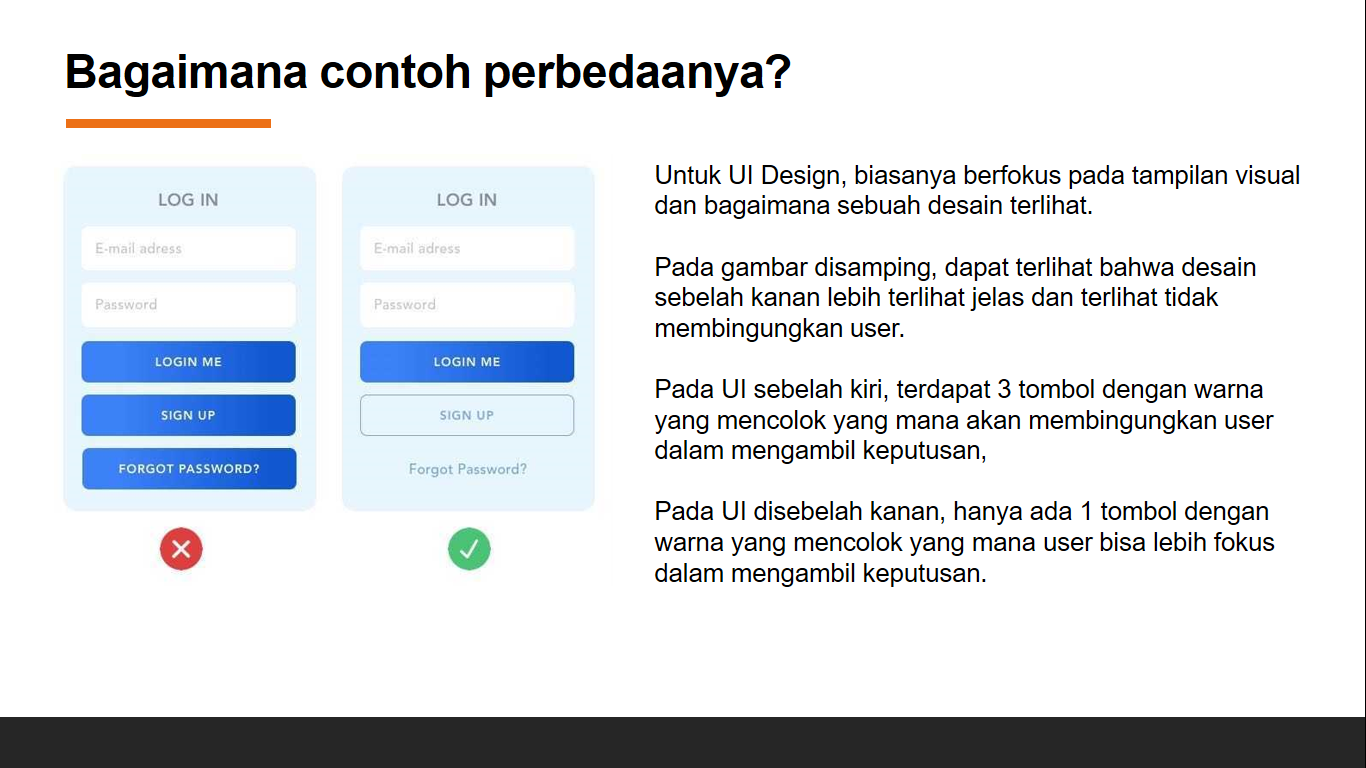 Bagaimana contoh perbedaanya?
LOG IN
E-mail adress
Password
LOGIN ME
SIGN UP
FORGOT PASSWORD?
LOG IN
E-mail adress
Password
LOGIN ME
SIGN UP
Forgot Password?
Untuk UI Design, biasanya berfokus pada tampilan visual
dan bagaimana sebuah desain terlihat.
Pada gambar disamping, dapat terlihat bahwa desain
sebelah kanan lebih terlihat jelas dan terlihat tidak
membingungkan user.
Pada UI sebelah kiri, terdapat 3 tombol dengan warna
yang mencolok yang mana akan membingungkan user
dalam mengambil keputusan,
Pada UI disebelah kanan, hanya ada 1 tombol dengan
warna yang mencolok yang mana user bisa lebih fokus
dalam mengambil keputusan.